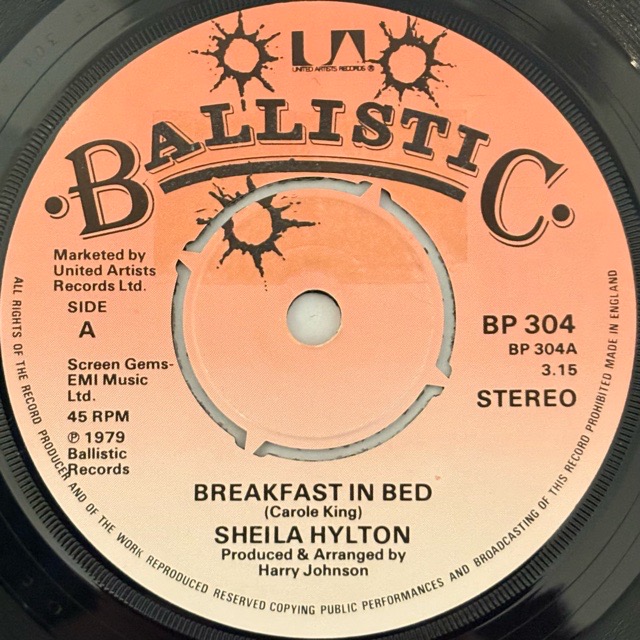 UA
UNITED ARTISTS RECORDS ®
·BALLISTIC·
Marketed by
United Artists
Records Ltd.
SIDE
A
Screen Gems-
EMI Music
Ltd.
45 RPM
℗ 1979
Ballistic
Records
BP 304
BP 304A
3.15
STEREO
BREAKFAST IN BED
(Carole King)
SHEILA HYLTON
Produced & Arranged by
Harry Johnson
ALL RIGHTS OF THE RECORD PRODUCER AND OF THE WORK REPRODUCED RESERVED COPYING PUBLIC PERFORMANCES AND BROADCASTING OF THIS RECORD PROHIBITED MADE IN ENGLAND